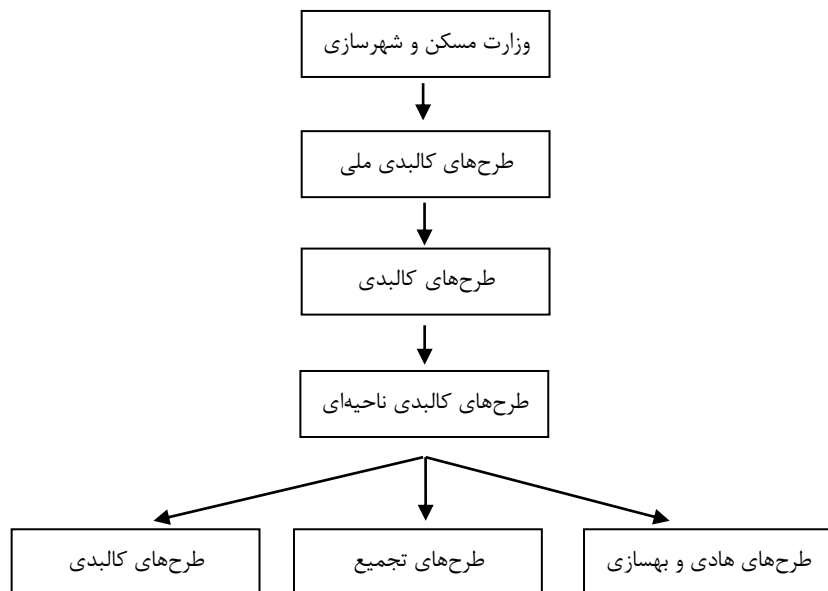 وزارت مسکن و شهرسازی
طرح‌های کالبدی ملی
طرح‌های کالبدی
طرح‌های کالبدی ناحیه‌ای
طرح‌های هادی و بهسازی
طرح‌های تجمیع
طرح‌های کالبدی